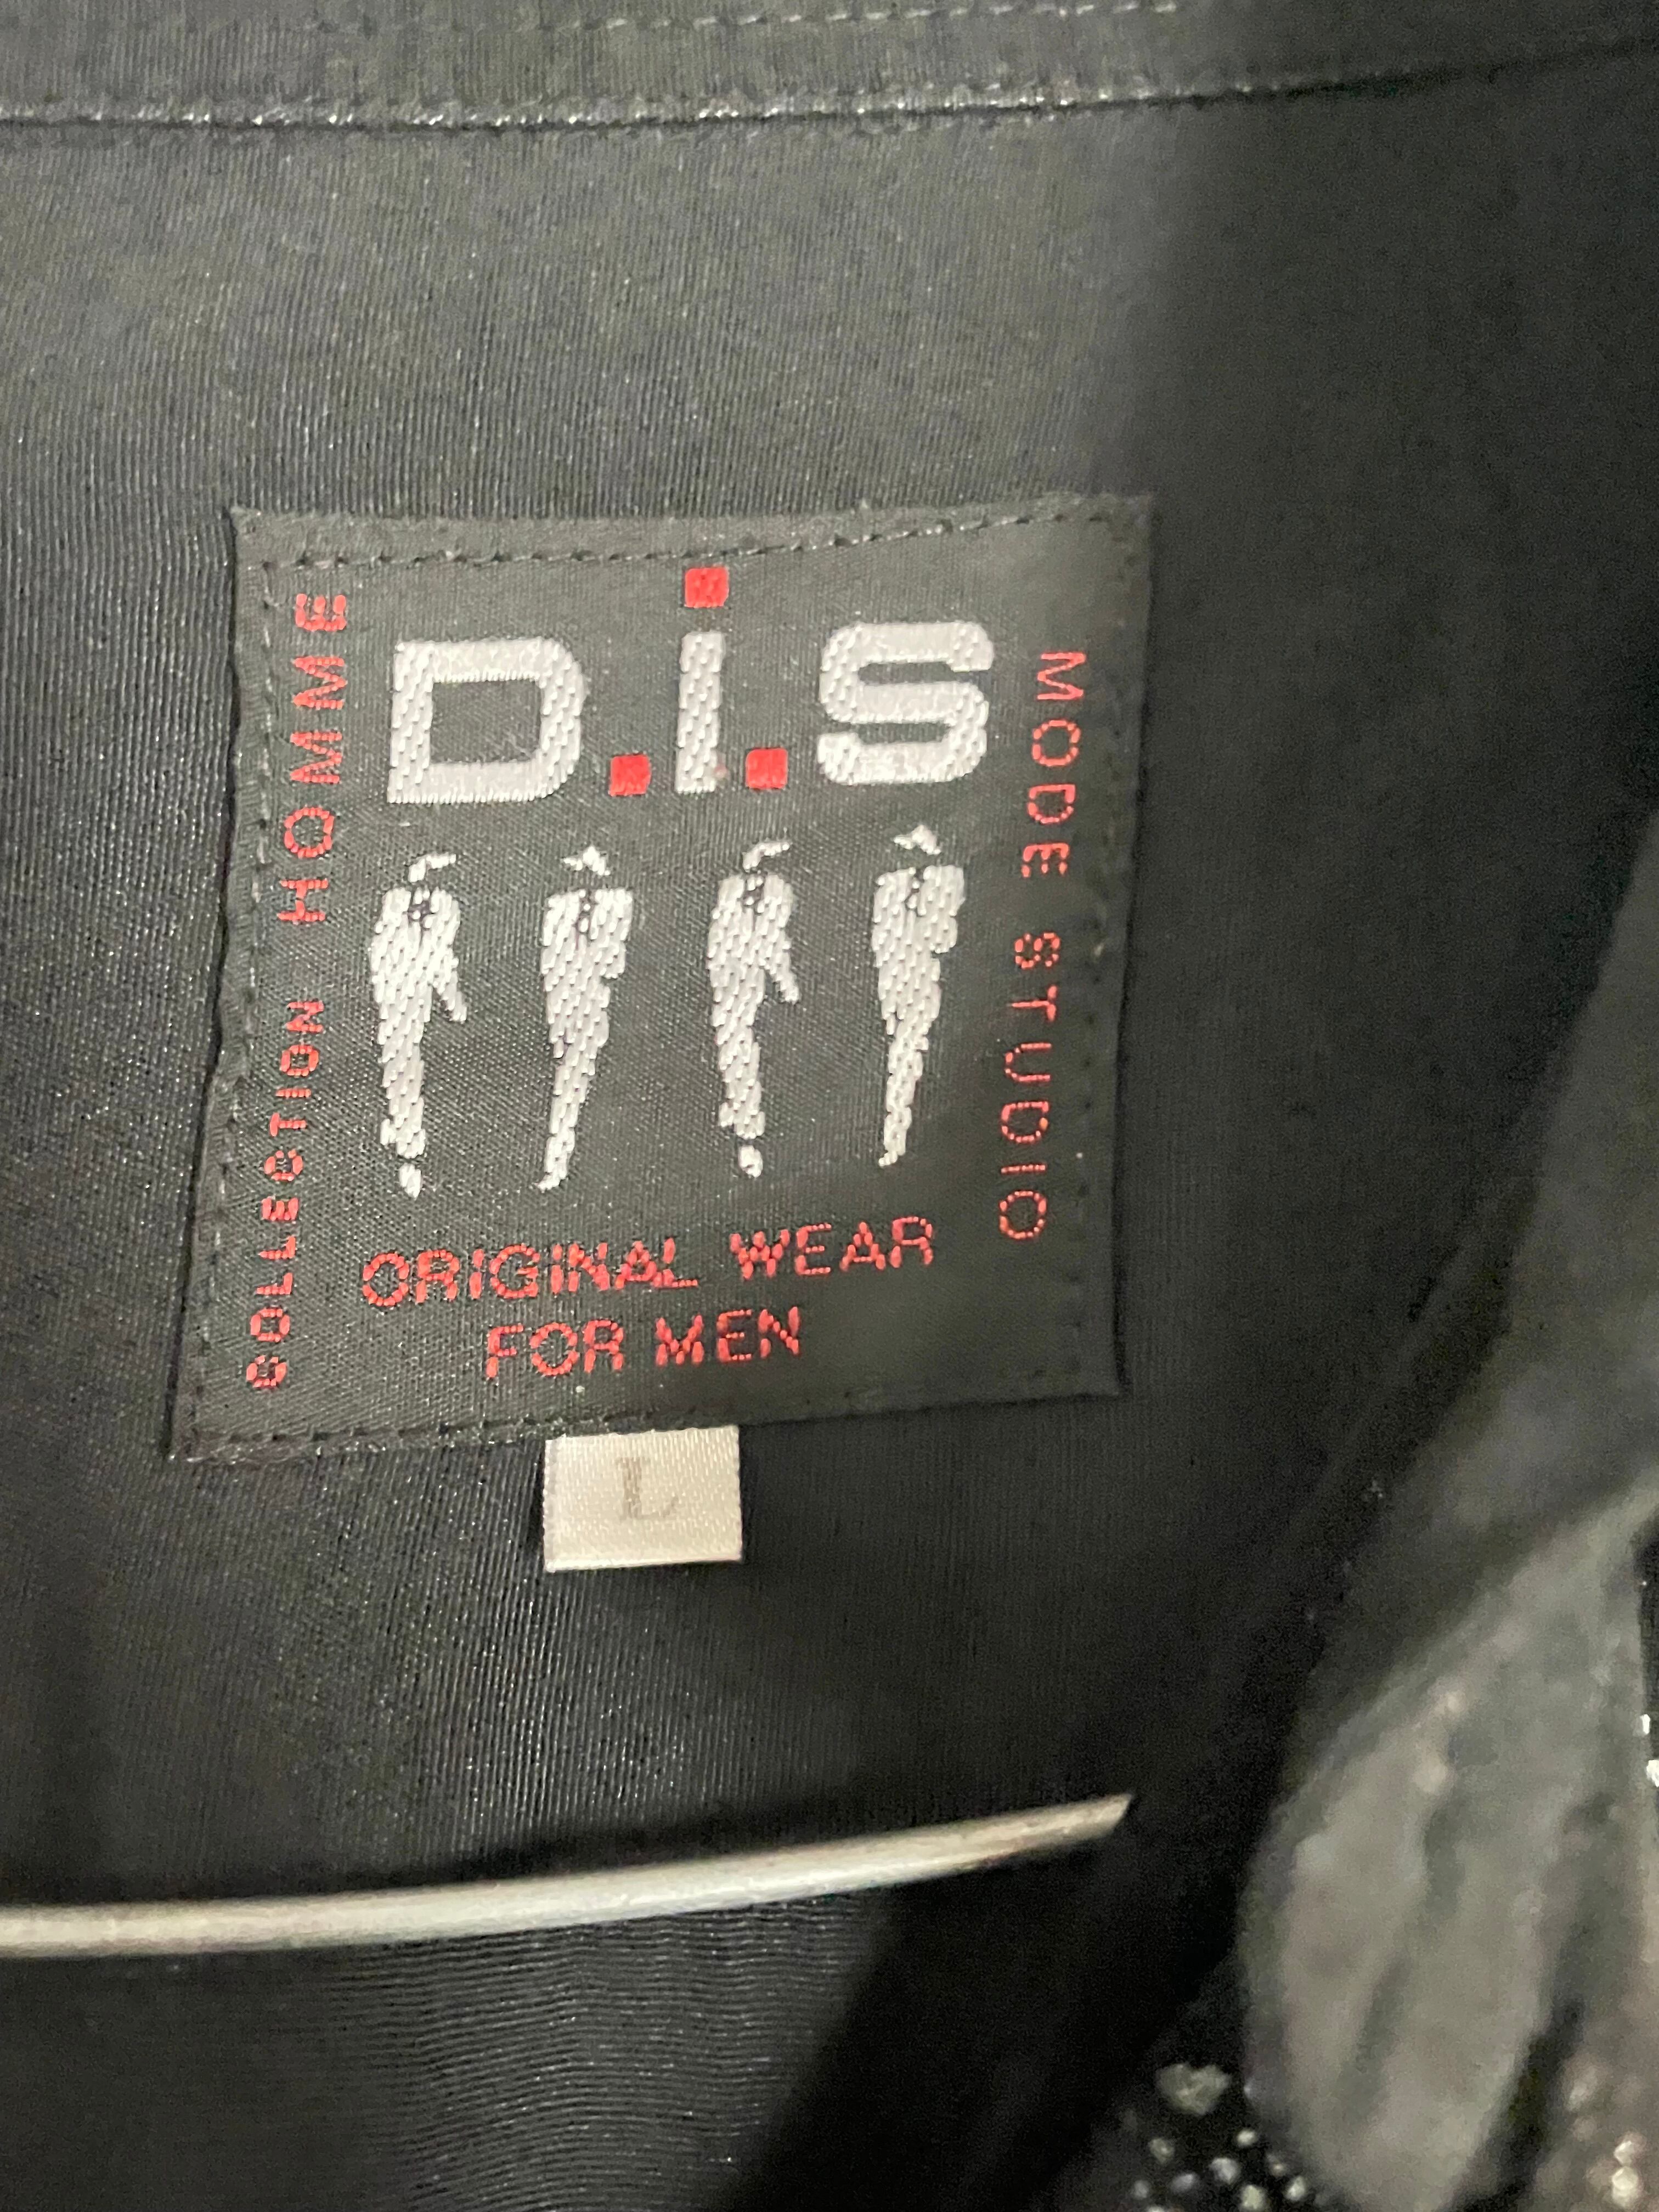 D.i.S
COLLECTION HOMME
MODE STUDIO
ORIGINAL WEAR
FOR MEN
L